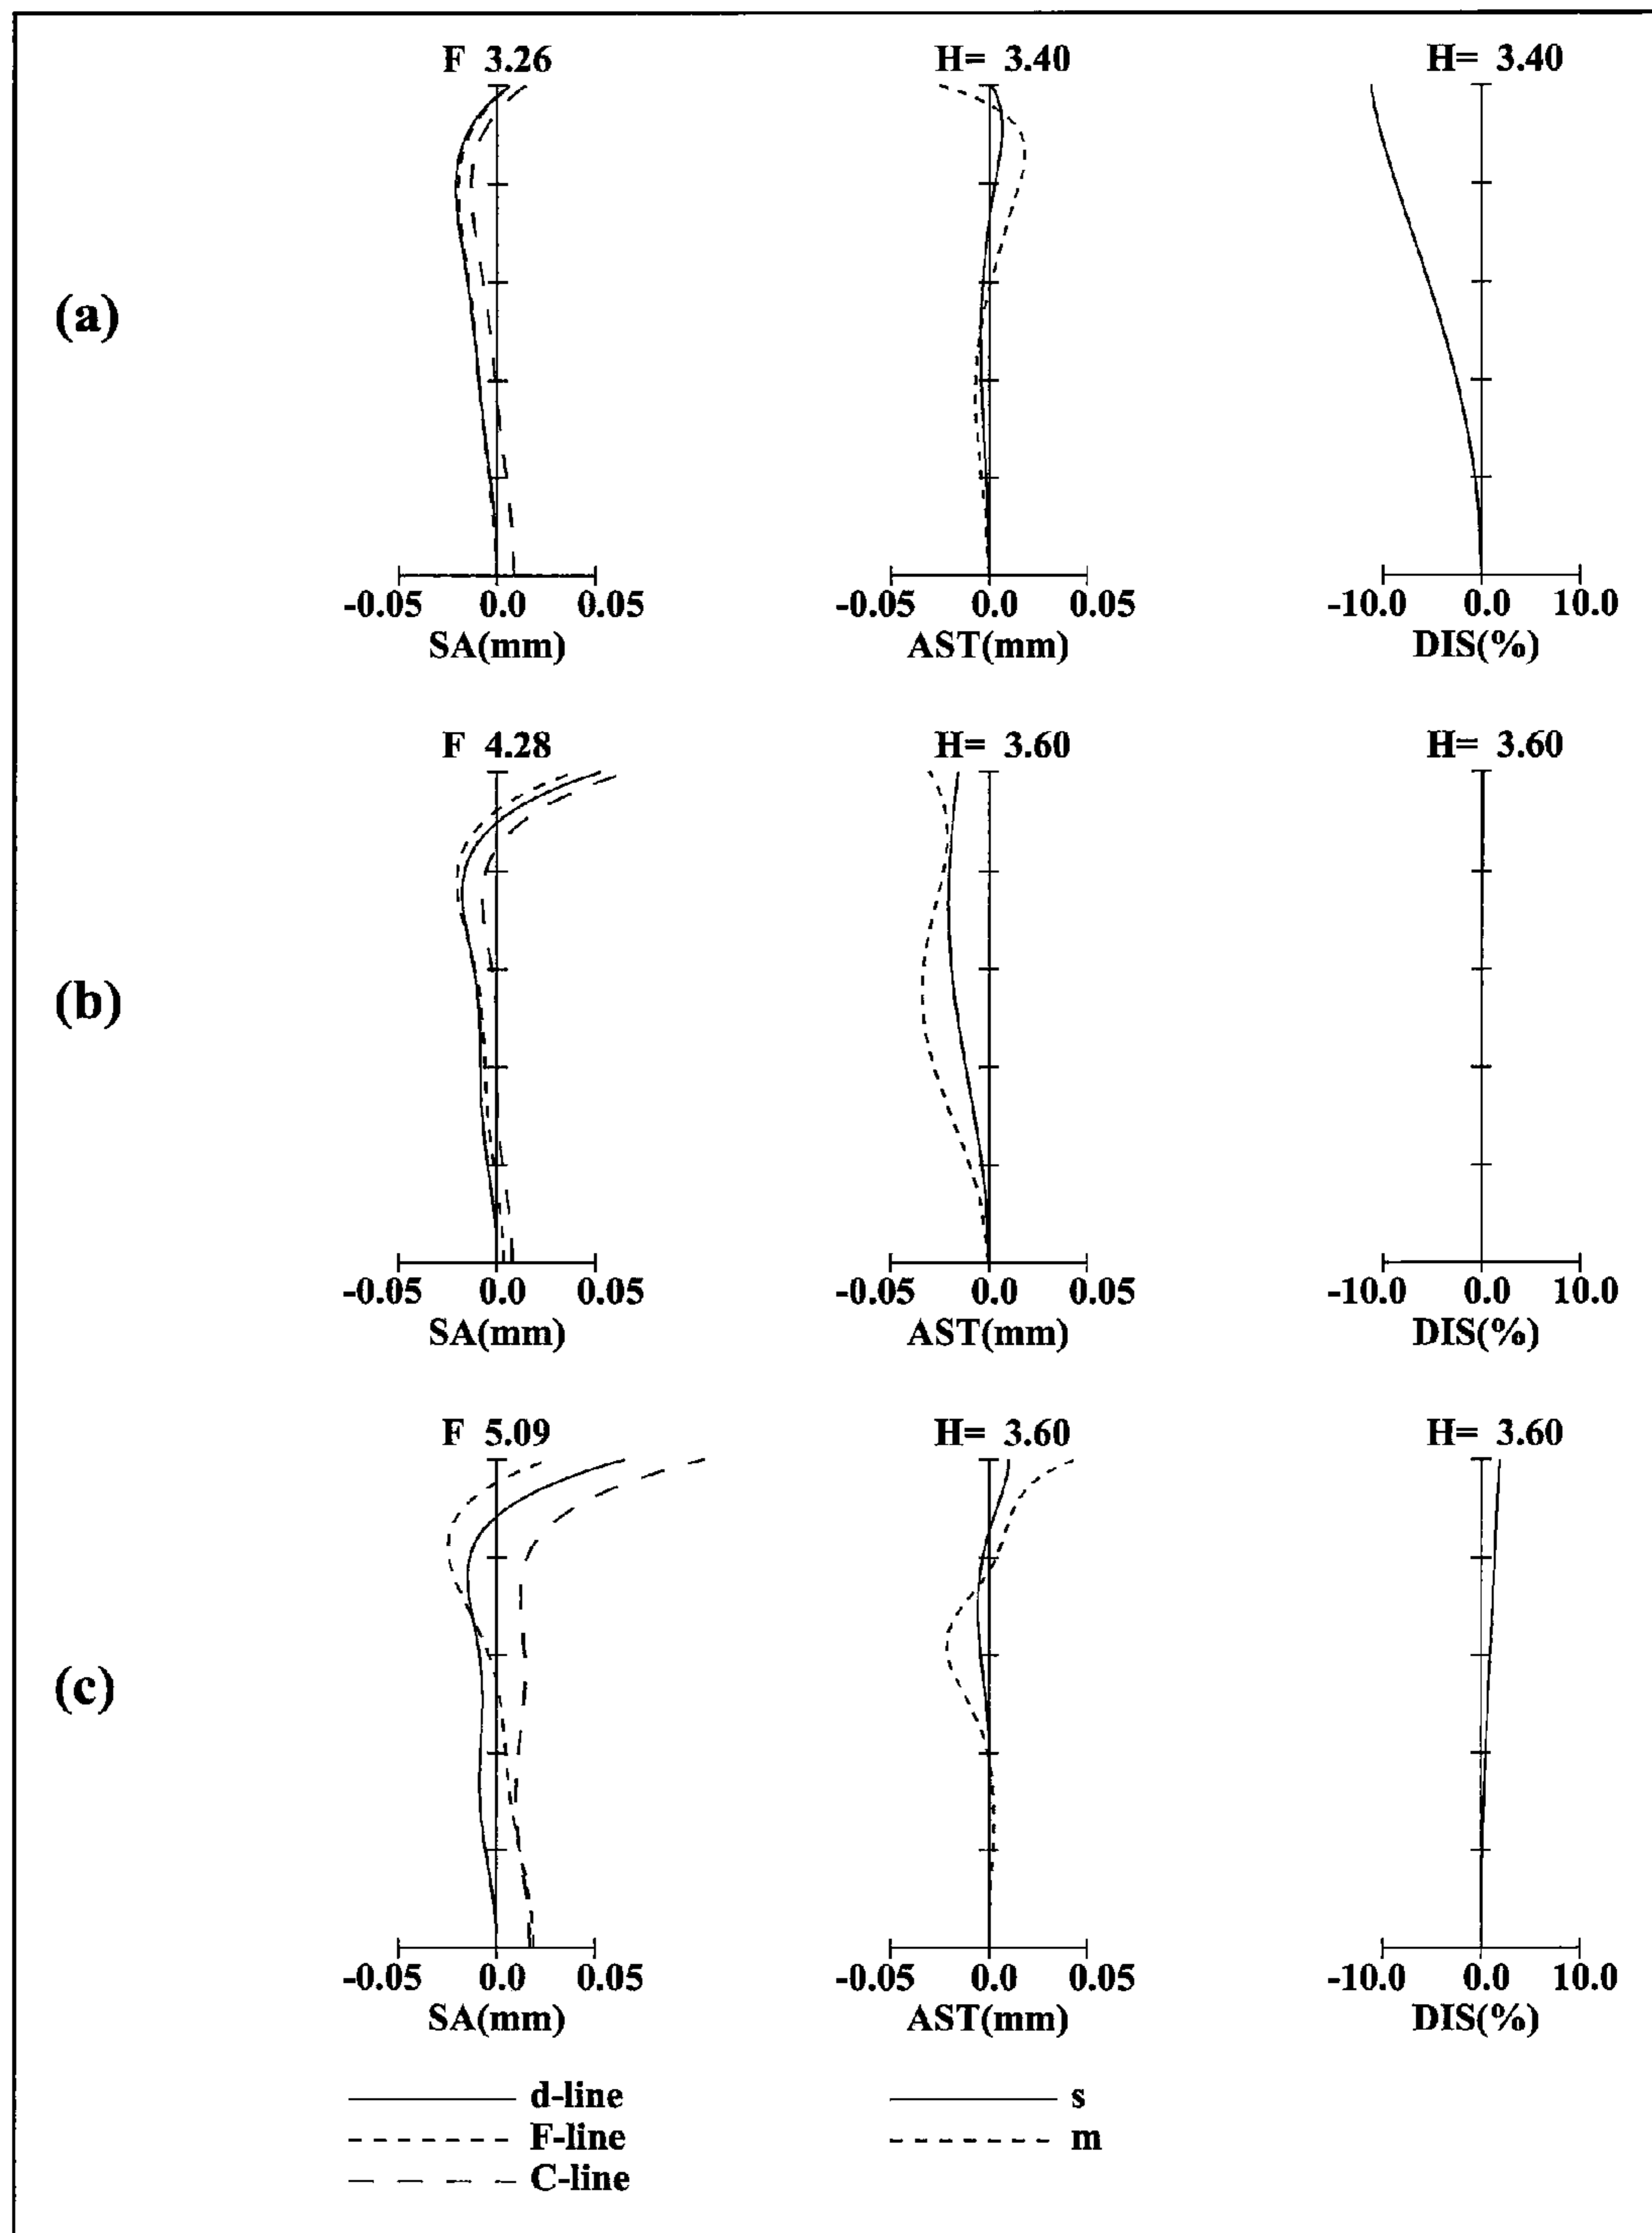 F 3.26 H= 3.40 H= 3.40
(a)
-0.05 0.0 0.05 -0.05 0.0 0.05 -10.0 0.0 10.0
SA(mm) AST(mm) DIS(%)
F 4.28 H= 3.60 H= 3.60
(b)
-0.05 0.0 0.05 -0.05 0.0 0.05 -10.0 0.0 10.0
SA(mm) AST(mm) DIS(%)
F 5.09 H= 3.60 H= 3.60
(c)
-0.05 0.0 0.05 -0.05 0.0 0.05 -10.0 0.0 10.0
SA(mm) AST(mm) DIS(%)
d-line s
F-line m
C-line